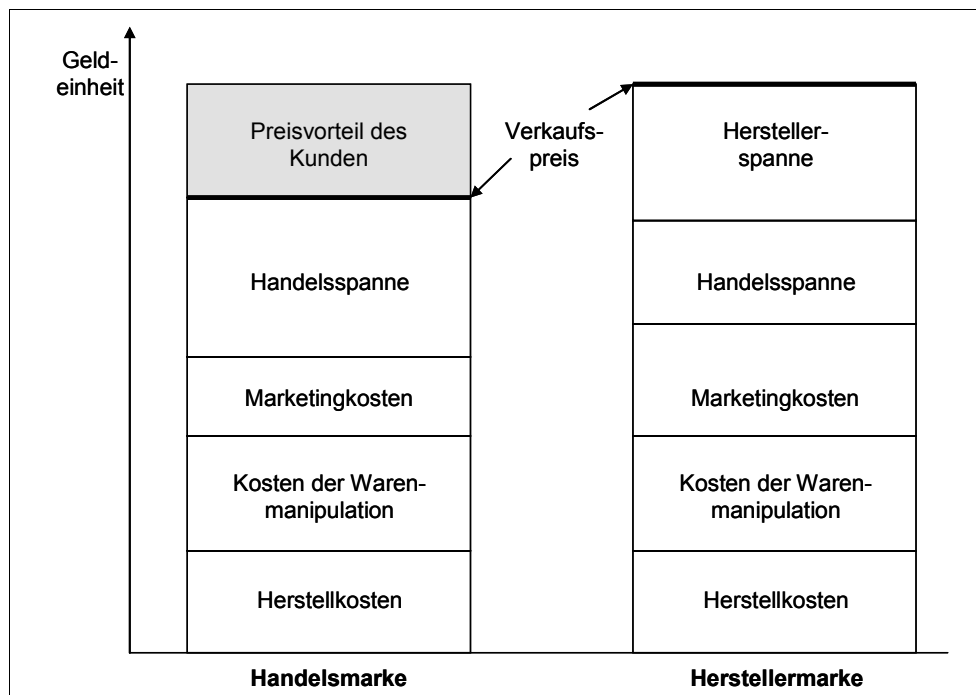 Geld-
einheit
Preisvorteil des
Kunden
Handelsspanne
Marketingkosten
Kosten der Waren-
manipulation
Herstellkosten
Handelsmarke
Verkaufs-
preis
Hersteller-
spanne
Handelsspanne
Marketingkosten
Kosten der Waren-
manipulation
Herstellkosten
Herstellermarke